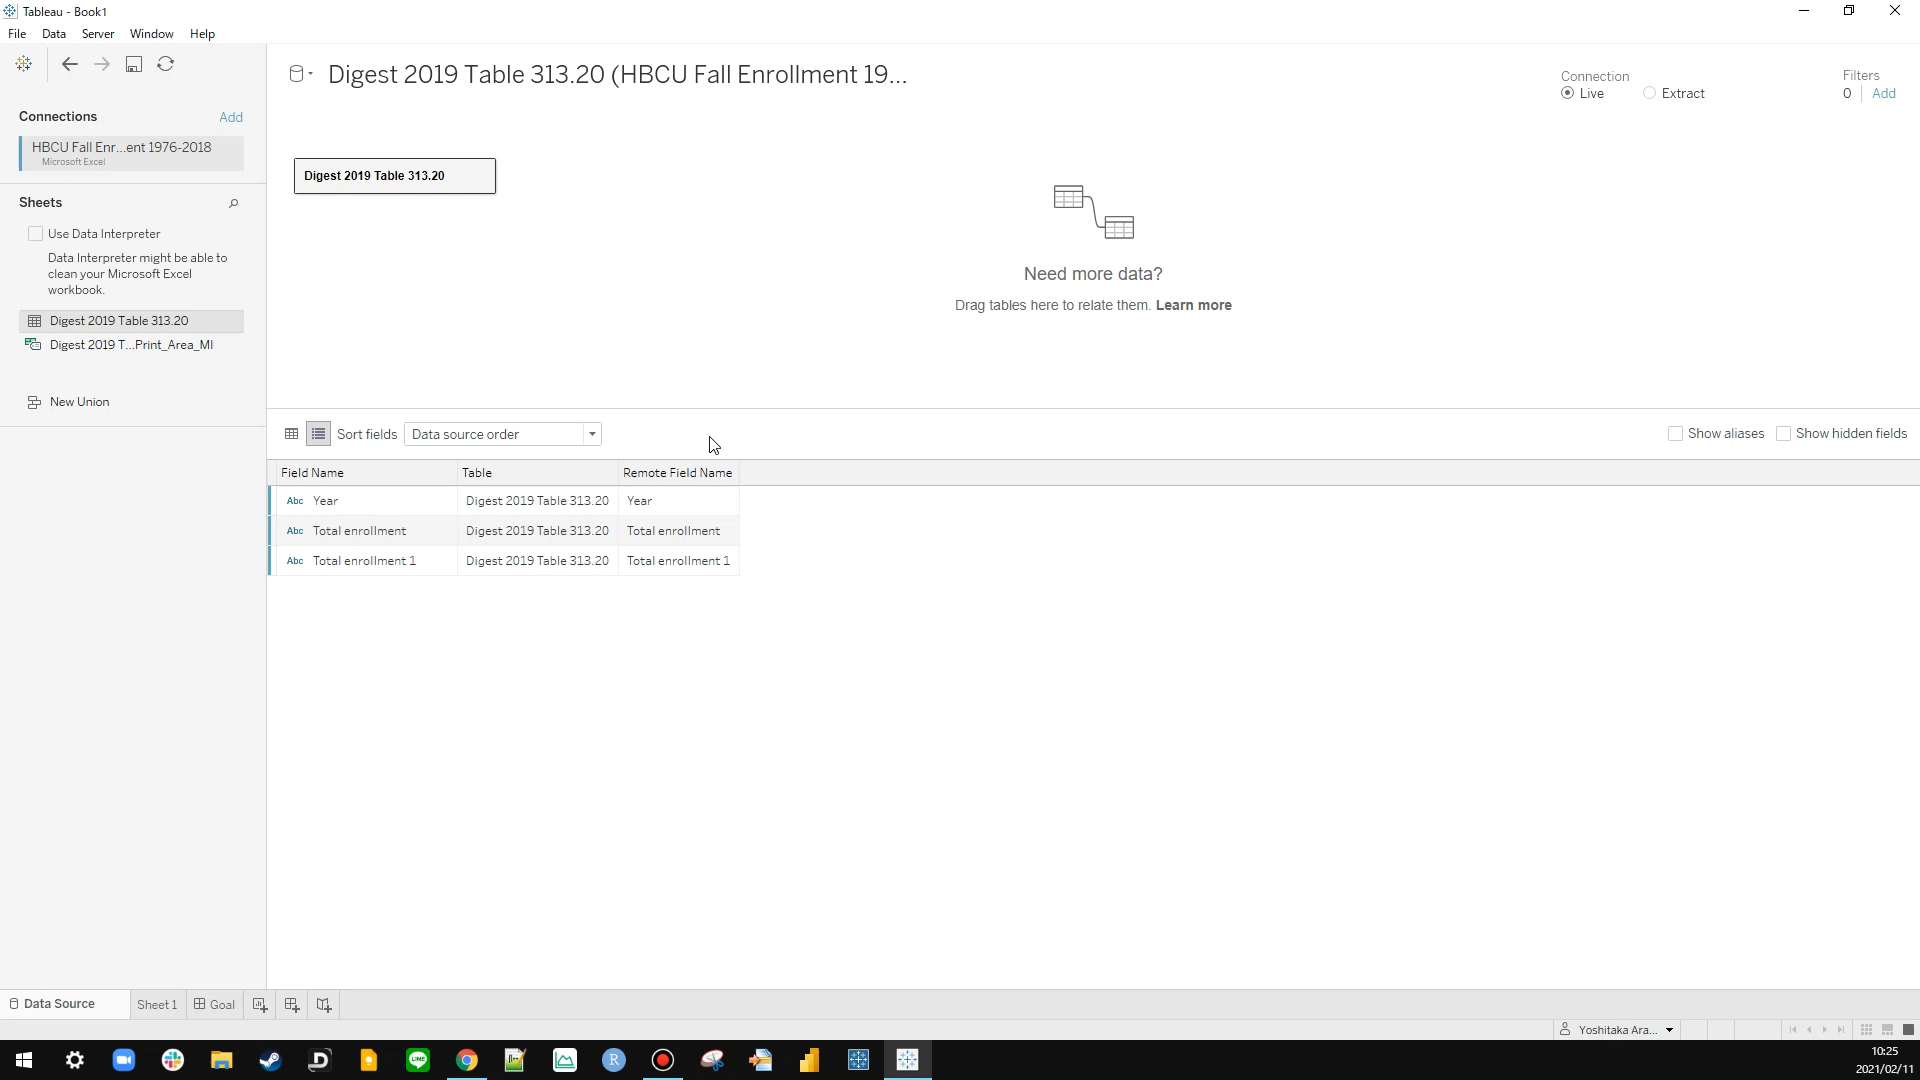 Tableau - Book1
File Data Server Window Help
Connections Add
HBCU Fall Enr...ent 1976-2018
Microsoft Excel
Sheets
Use Data Interpreter
Data Interpreter might be able to
clean your Microsoft Excel
workbook.
Digest 2019 Table 313.20
Digest 2019 T...Print_Area_MI
New Union
Digest 2019 Table 313.20 (HBCU Fall Enrollment 19...
Connection
Live Extract
Filters
0 Add
Digest 2019 Table 313.20
Need more data?
Drag tables here to relate them. Learn more
Sort fields Data source order
Show aliases Show hidden fields
Field Name Table Remote Field Name
Abc Year Digest 2019 Table 313.20 Year
Abc Total enrollment Digest 2019 Table 313.20 Total enrollment
Abc Total enrollment 1 Digest 2019 Table 313.20 Total enrollment 1
Data Source Sheet 1 Goal
Yoshitaka Ara...
LINE
R
10:25
2021/02/11